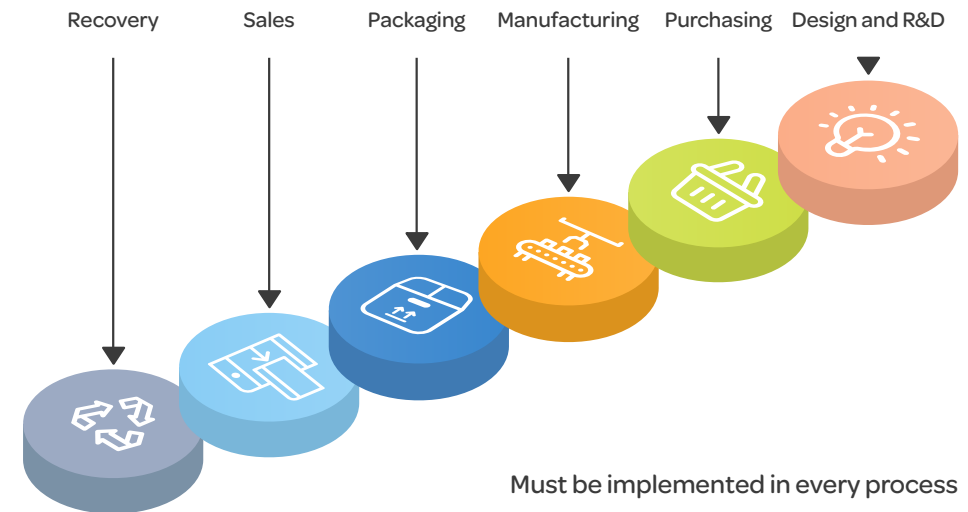 Recovery
Sales
Packaging
Manufacturing
Purchasing
Design and R&D
Must be implemented in every process